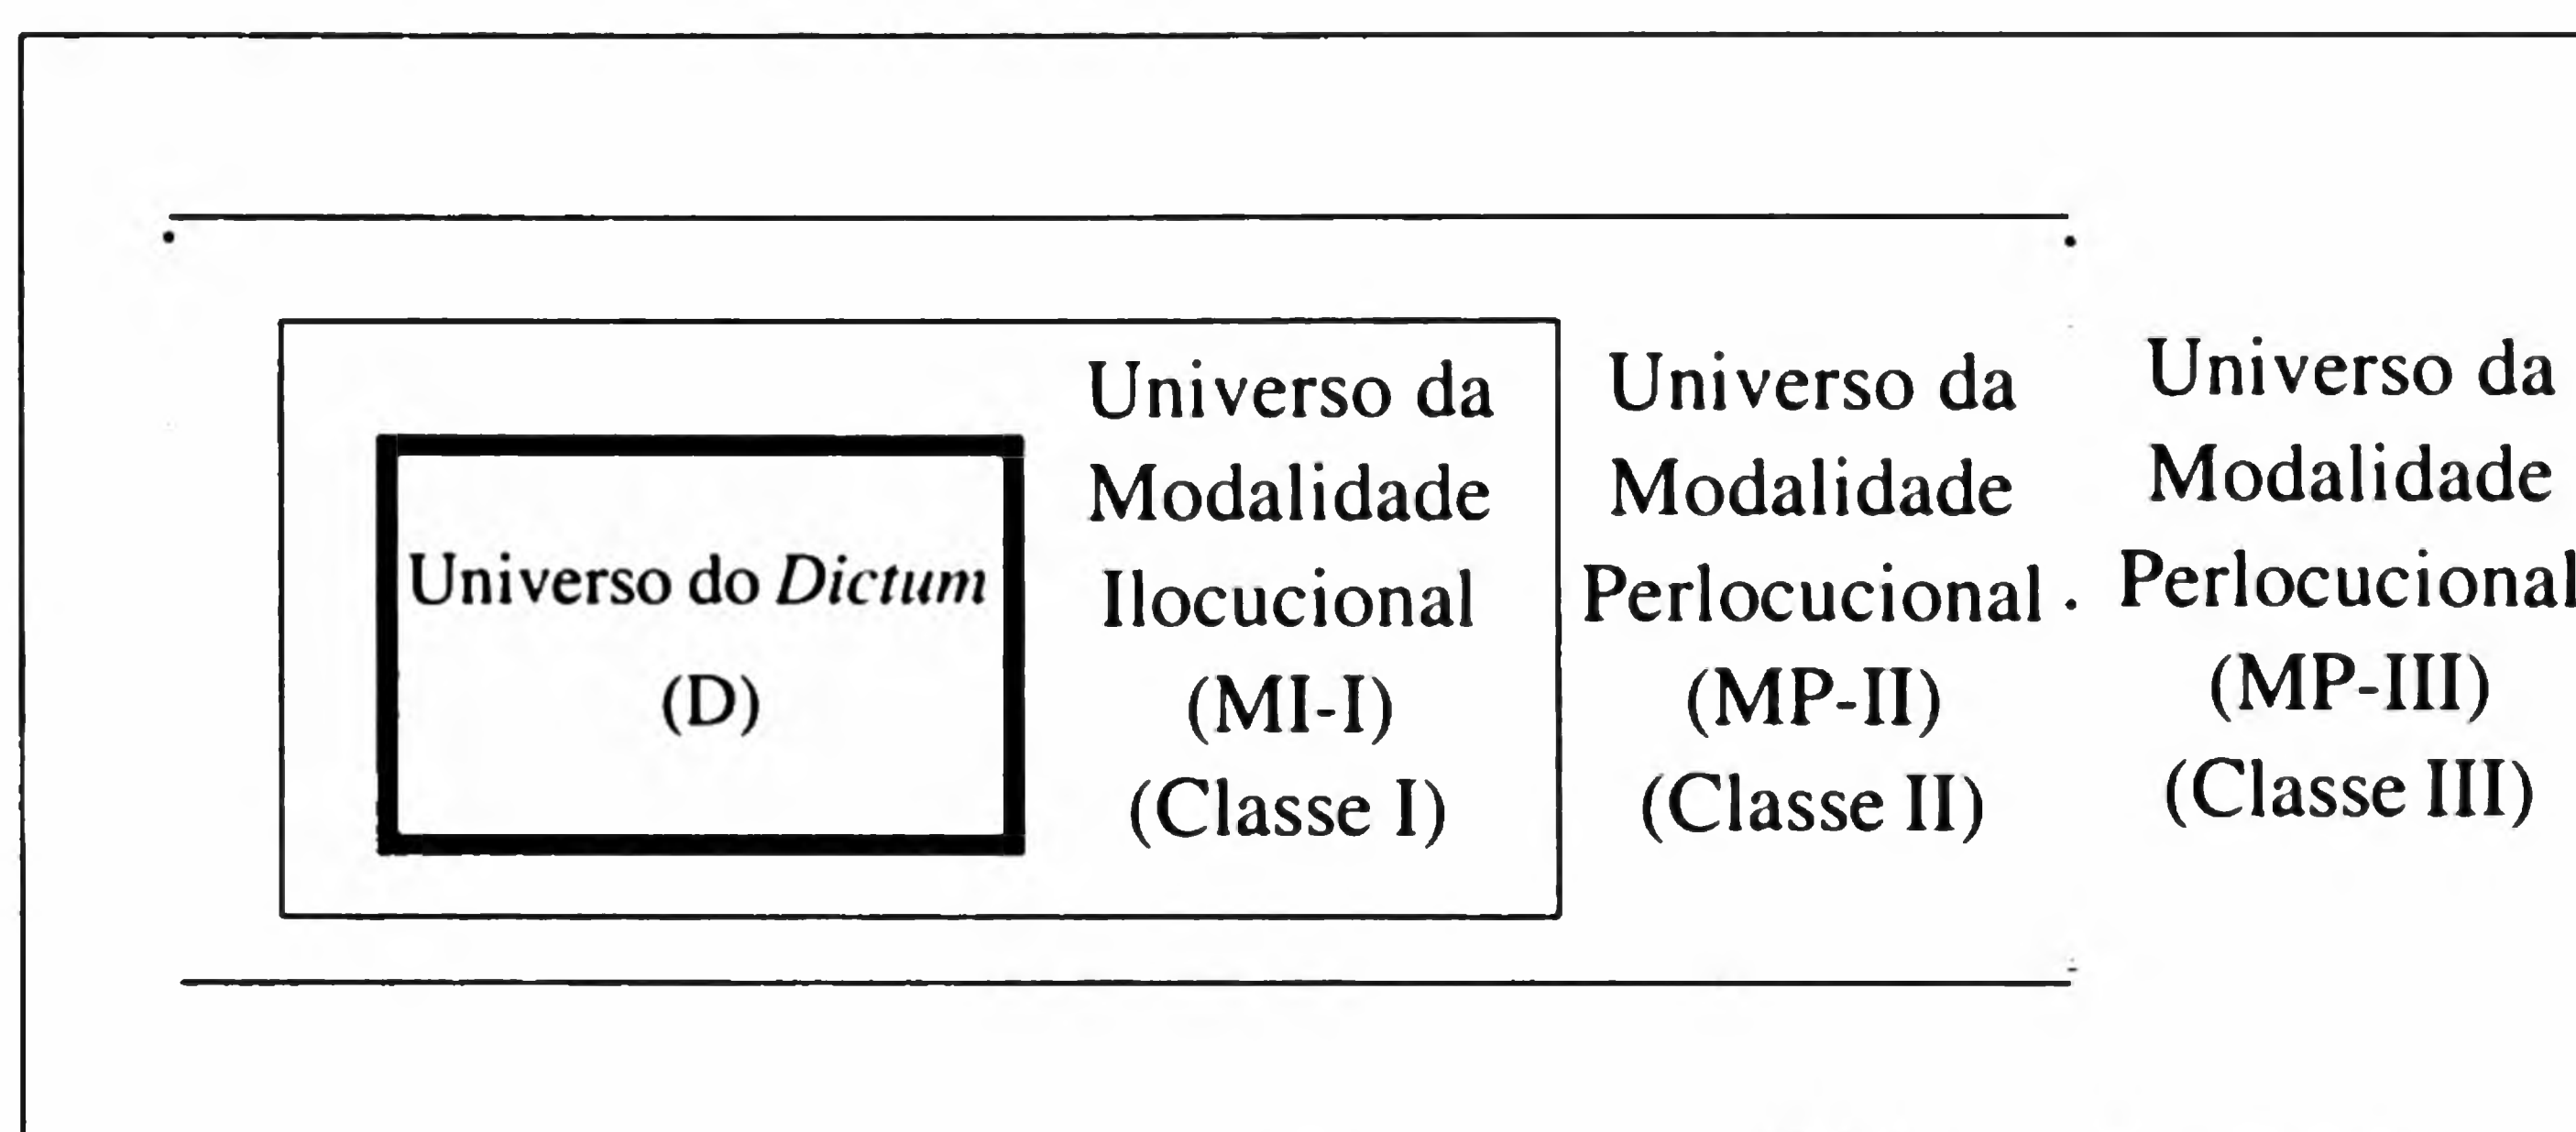 Universo do Dictum
(D)
Universo da
Modalidade
Ilocucional
(MI-I)
(Classe I)
Universo da
Modalidade
Perlocucional
(MP-II)
(Classe II)
Universo da
Modalidade
Perlocucional
(MP-III)
(Classe III)